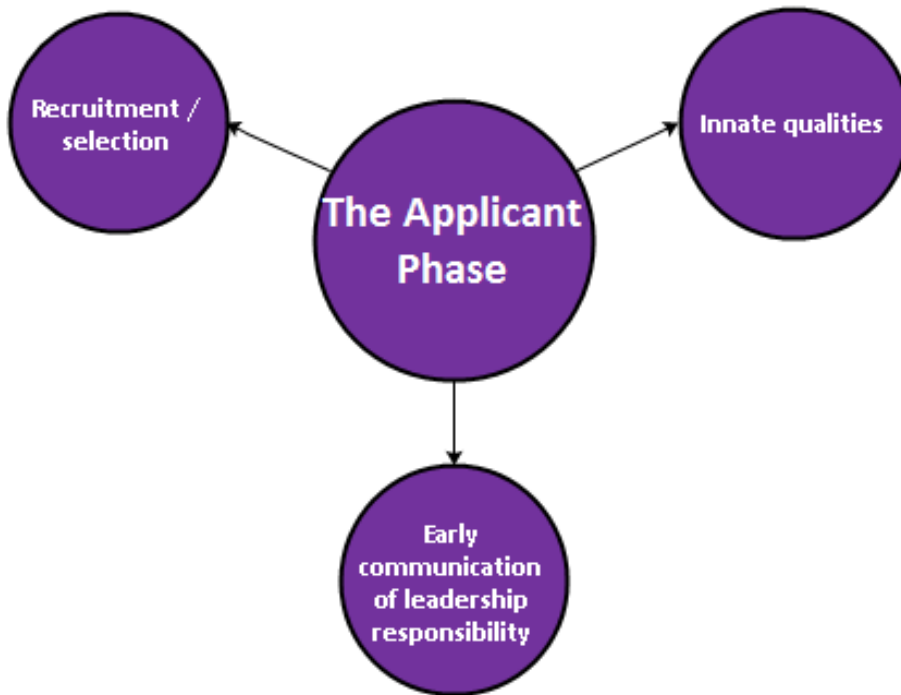 Recruitment /
selection
Innate qualities
The Applicant
Phase
Early
communication
of leadership
responsibility